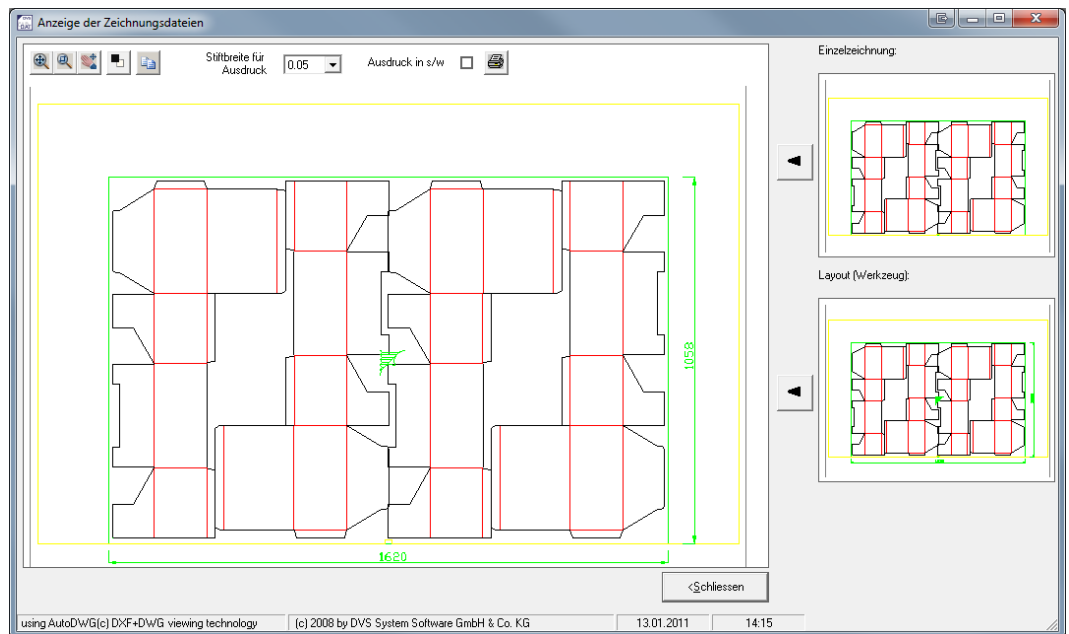 Anzeige der Zeichnungsdateien
Stiftbreite für
Ausdruck
0.05
Ausdruck in s/w
Einzelzeichnung:
1058
1620
Layout (Werkzeug):
<Schliessen
using AutoDWG(c) DXF+DWG viewing technology
(c) 2008 by DVS System Software GmbH & Co. KG
13.01.2011
14:15